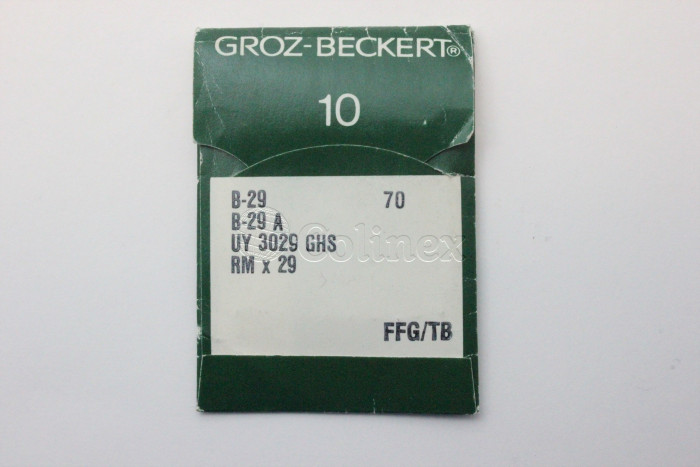 GROZ-BECKERT®
10
B-29 70
B-29 A
UY 3029 GHS
RM x 29
Colinex
FFG/TB